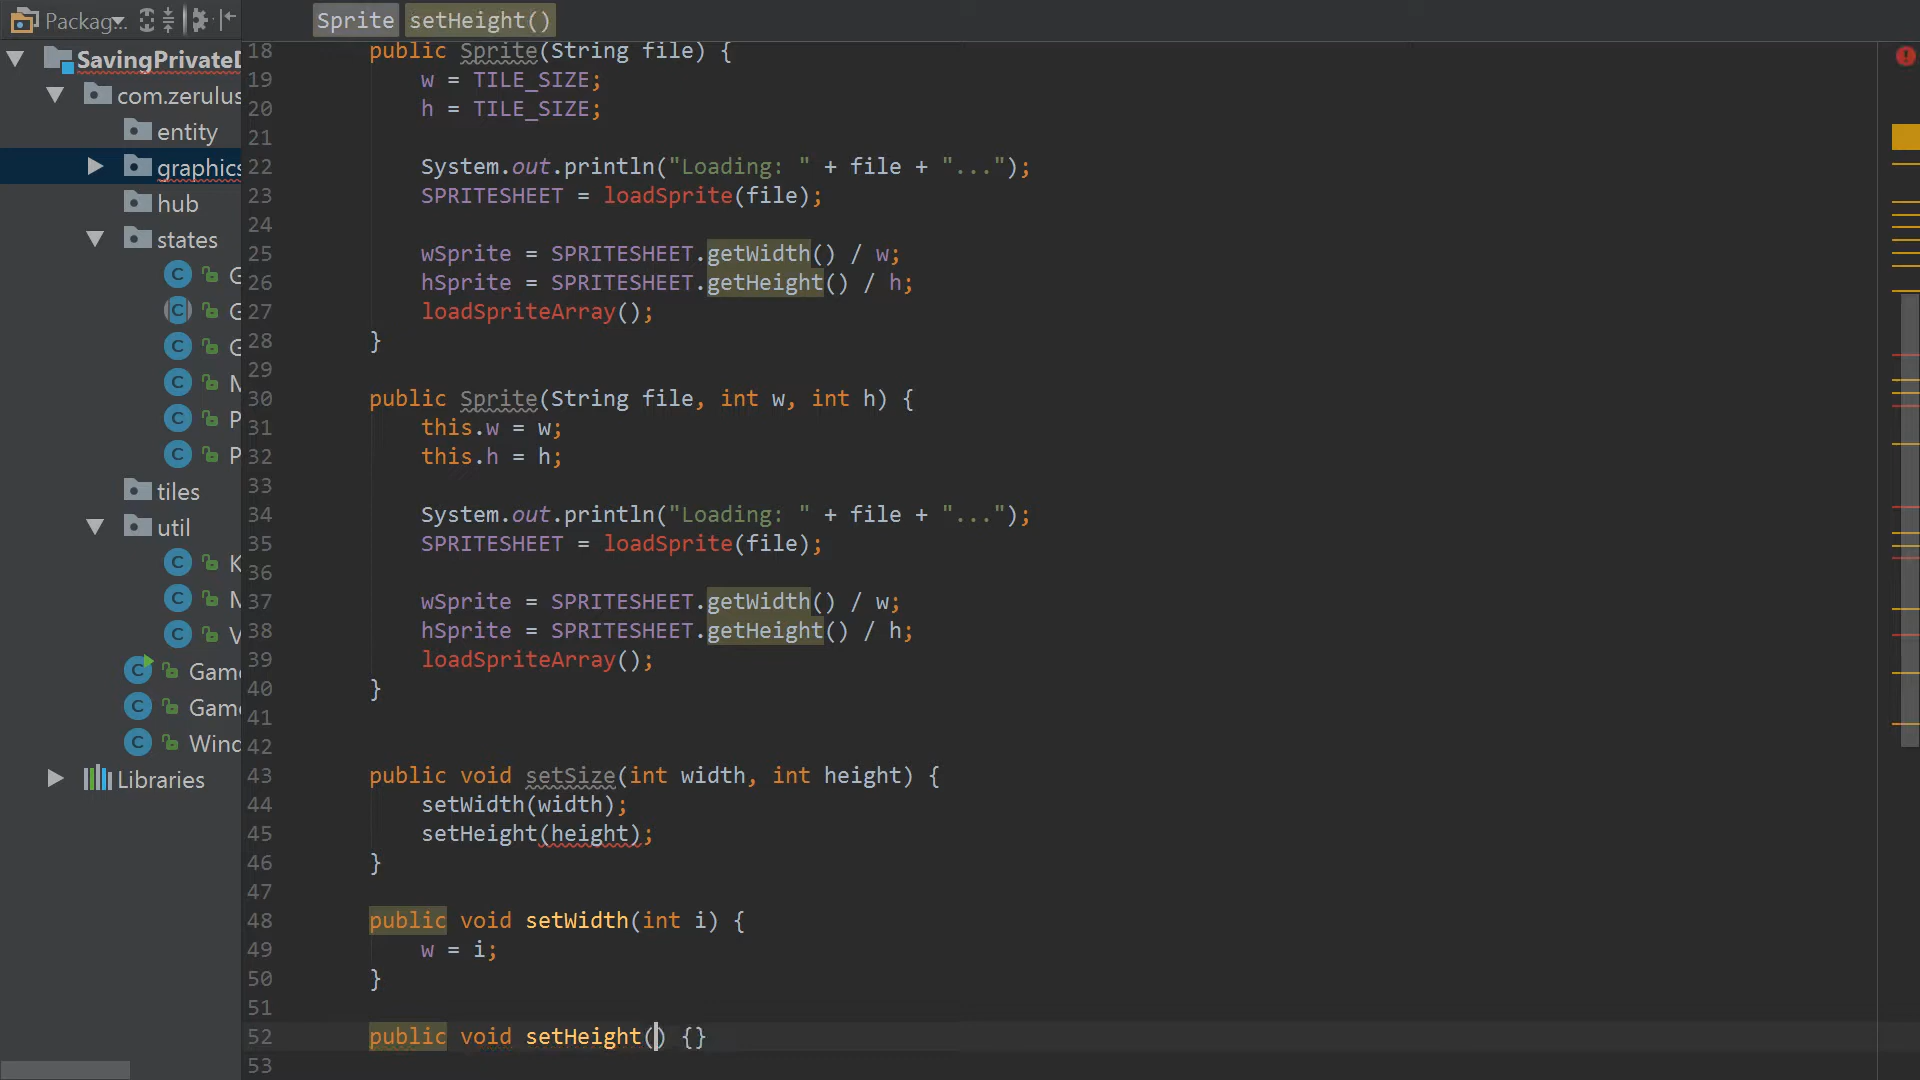 Packag...
Sprite setHeight()
SavingPrivateD
com.zerulus
entity
graphics
hub
states
G
G
G
M
P
P
tiles
util
K
M
V
Game
Game
Wind
Libraries
18 public Sprite(String file) {
19 w = TILE_SIZE;
20 h = TILE_SIZE;
21
22 System.out.println("Loading: " + file + "...");
23 SPRITESHEET = loadSprite(file);
24
25 wSprite = SPRITESHEET.getWidth() / w;
26 hSprite = SPRITESHEET.getHeight() / h;
27 loadSpriteArray();
28 }
29
30 public Sprite(String file, int w, int h) {
31 this.w = w;
32 this.h = h;
33
34 System.out.println("Loading: " + file + "...");
35 SPRITESHEET = loadSprite(file);
36
37 wSprite = SPRITESHEET.getWidth() / w;
38 hSprite = SPRITESHEET.getHeight() / h;
39 loadSpriteArray();
40 }
41
42
43 public void setSize(int width, int height) {
44 setWidth(width);
45 setHeight(height);
46 }
47
48 public void setWidth(int i) {
49 w = i;
50 }
51
52 public void setHeight() {}
53